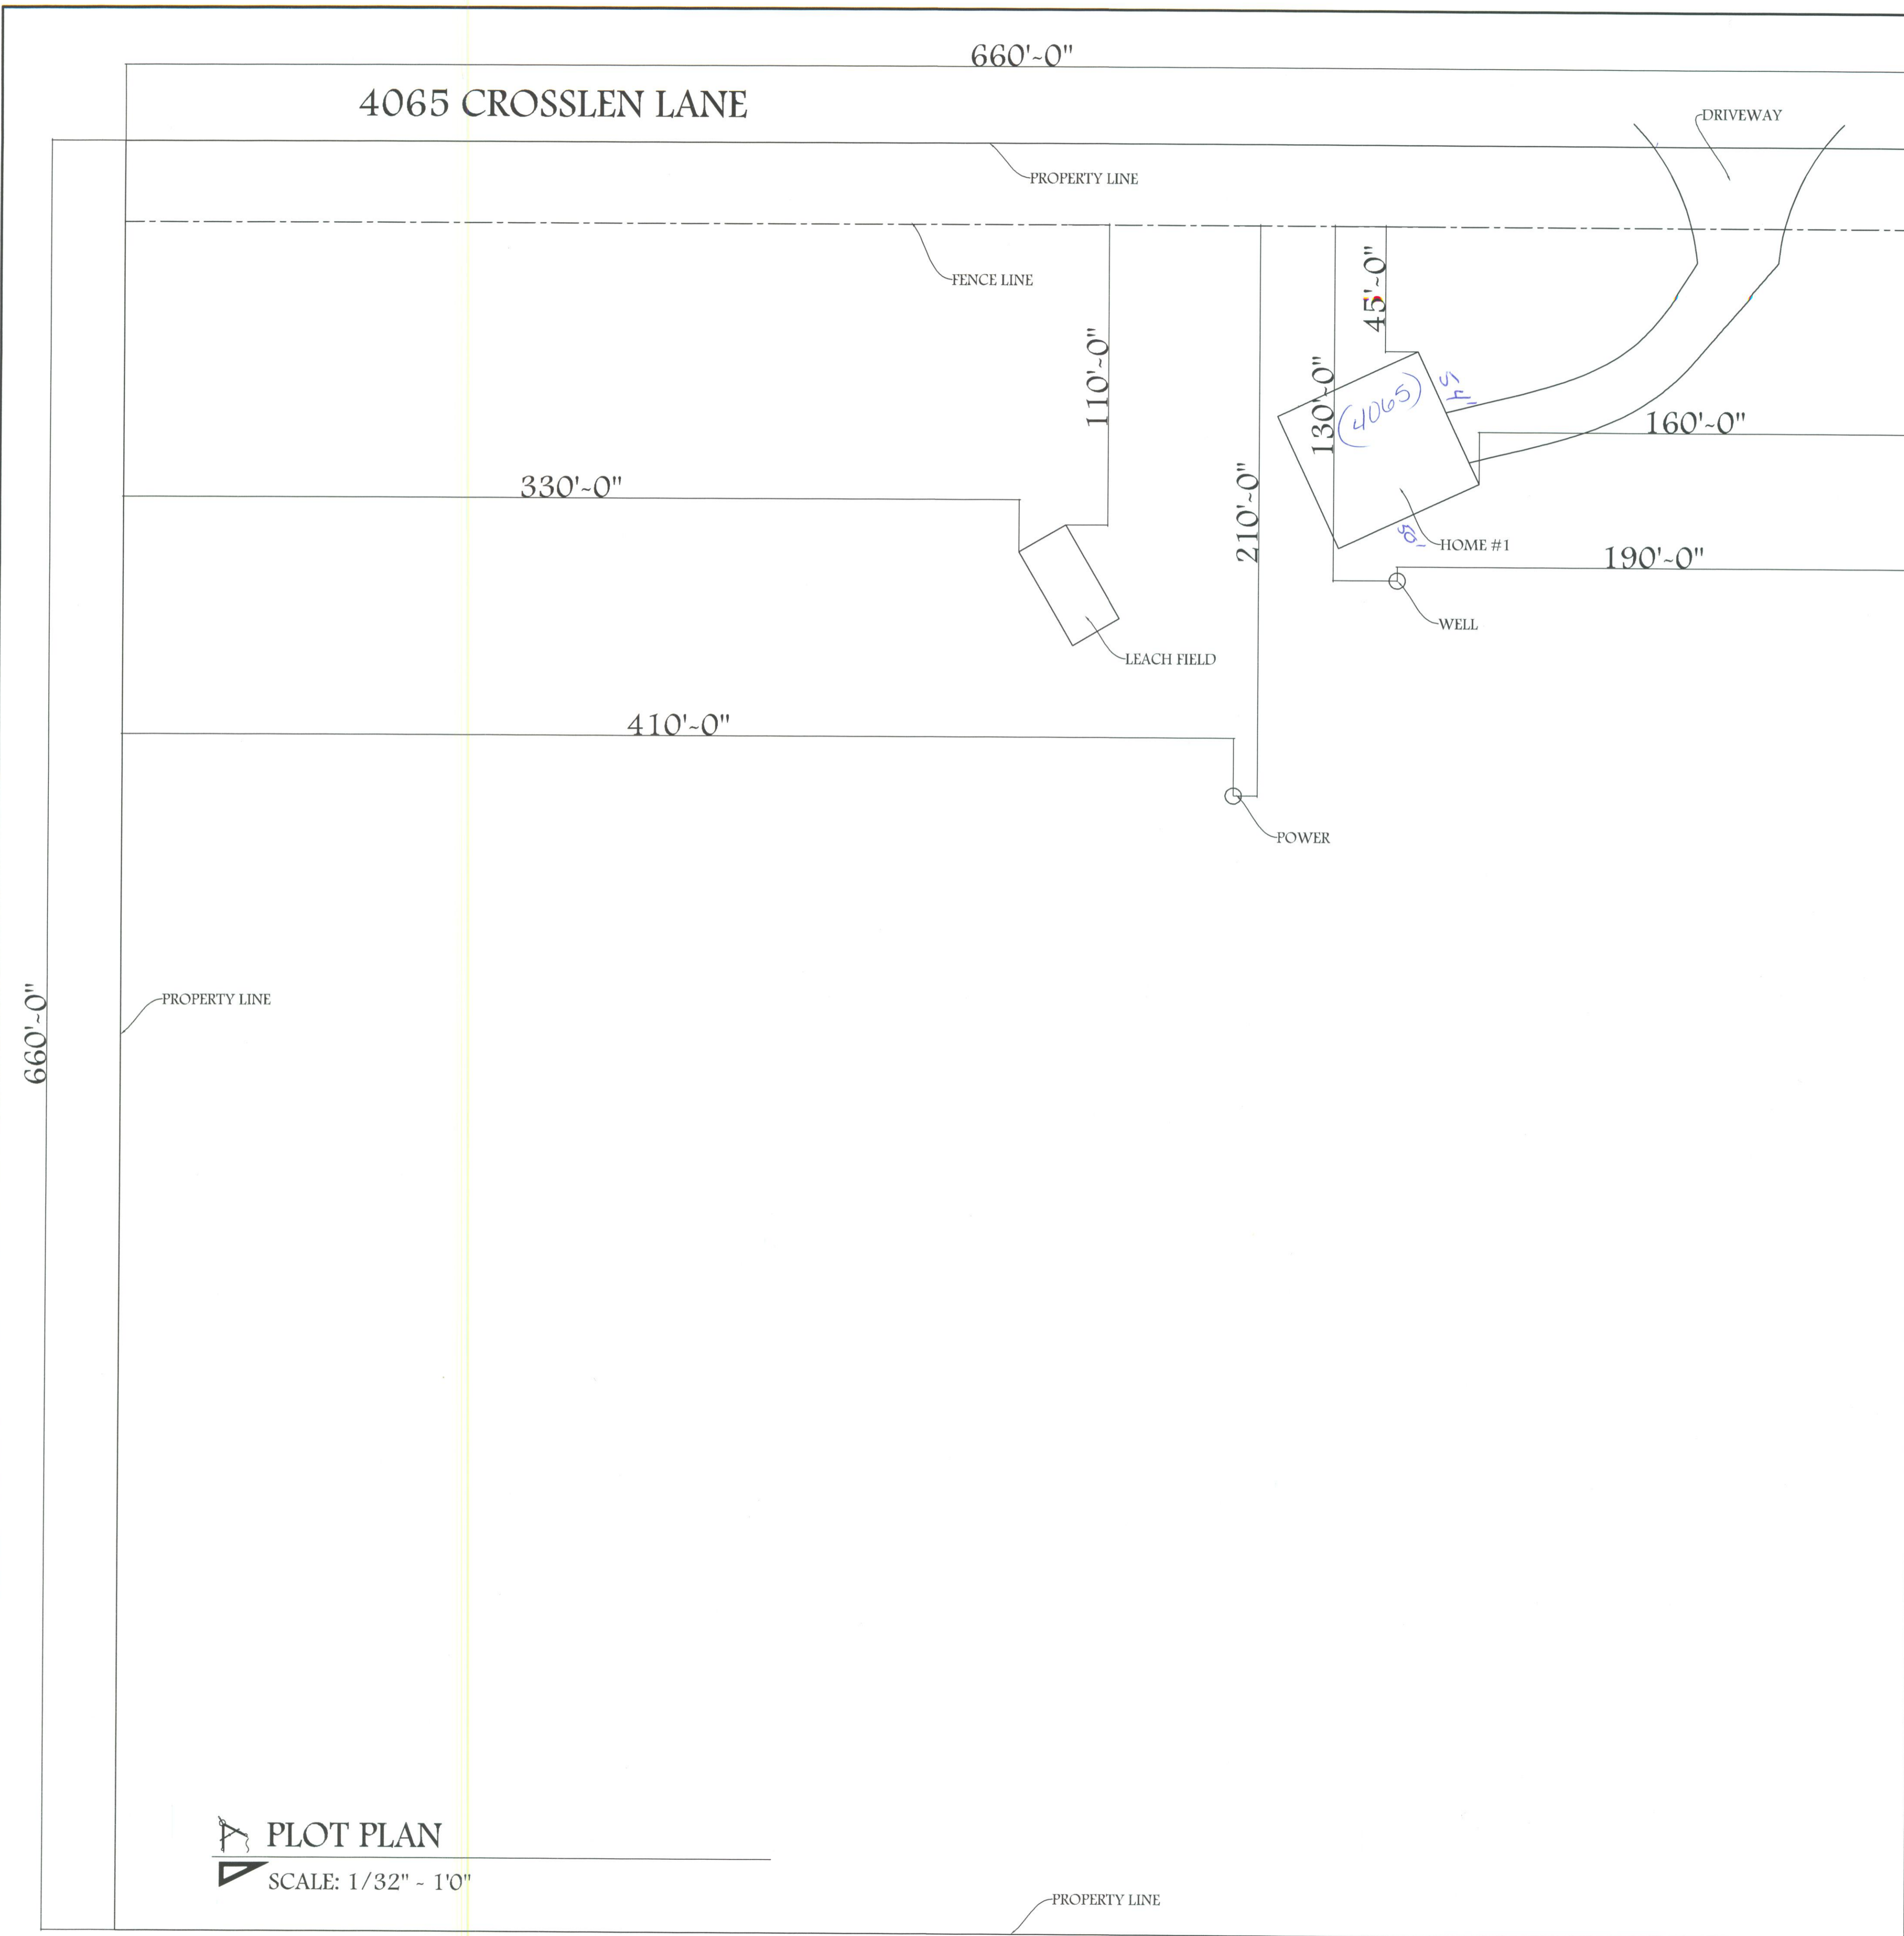 660'~0"
4065 CROSSLEN LANE
DRIVEWAY
PROPERTY LINE
FENCE LINE
45'~0"
110'~0"
130'~0"
(4065)
54'
160'~0"
330'~0"
210'~0"
HOME #1
190'~0"
WELL
LEACH FIELD
410'~0"
POWER
660'~0"
PROPERTY LINE
PLOT PLAN
SCALE: 1/32" ~ 1'0"
PROPERTY LINE